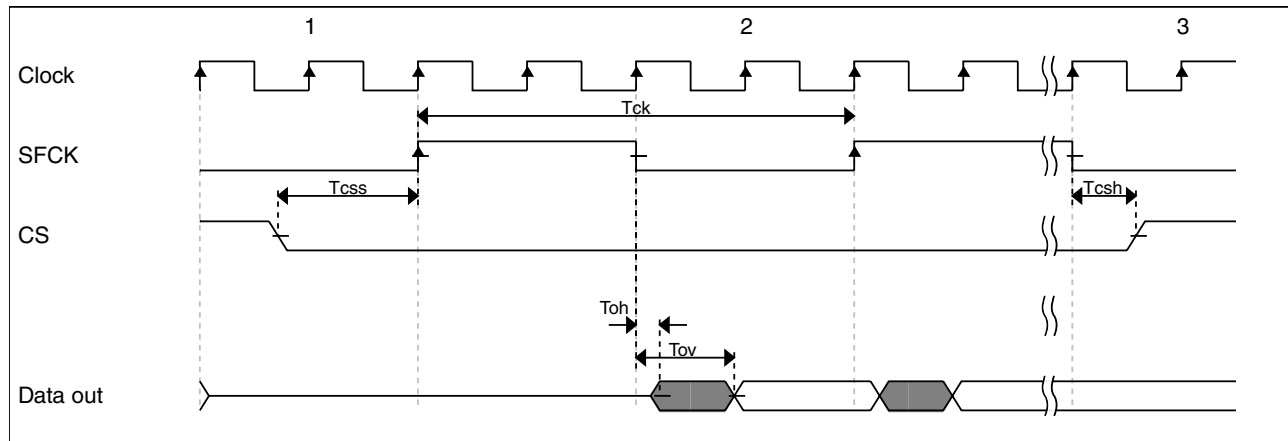 1 2 3
Clock
Tck
SFCK
Tcss Tcsh
CS
Toh
Tov
Data out